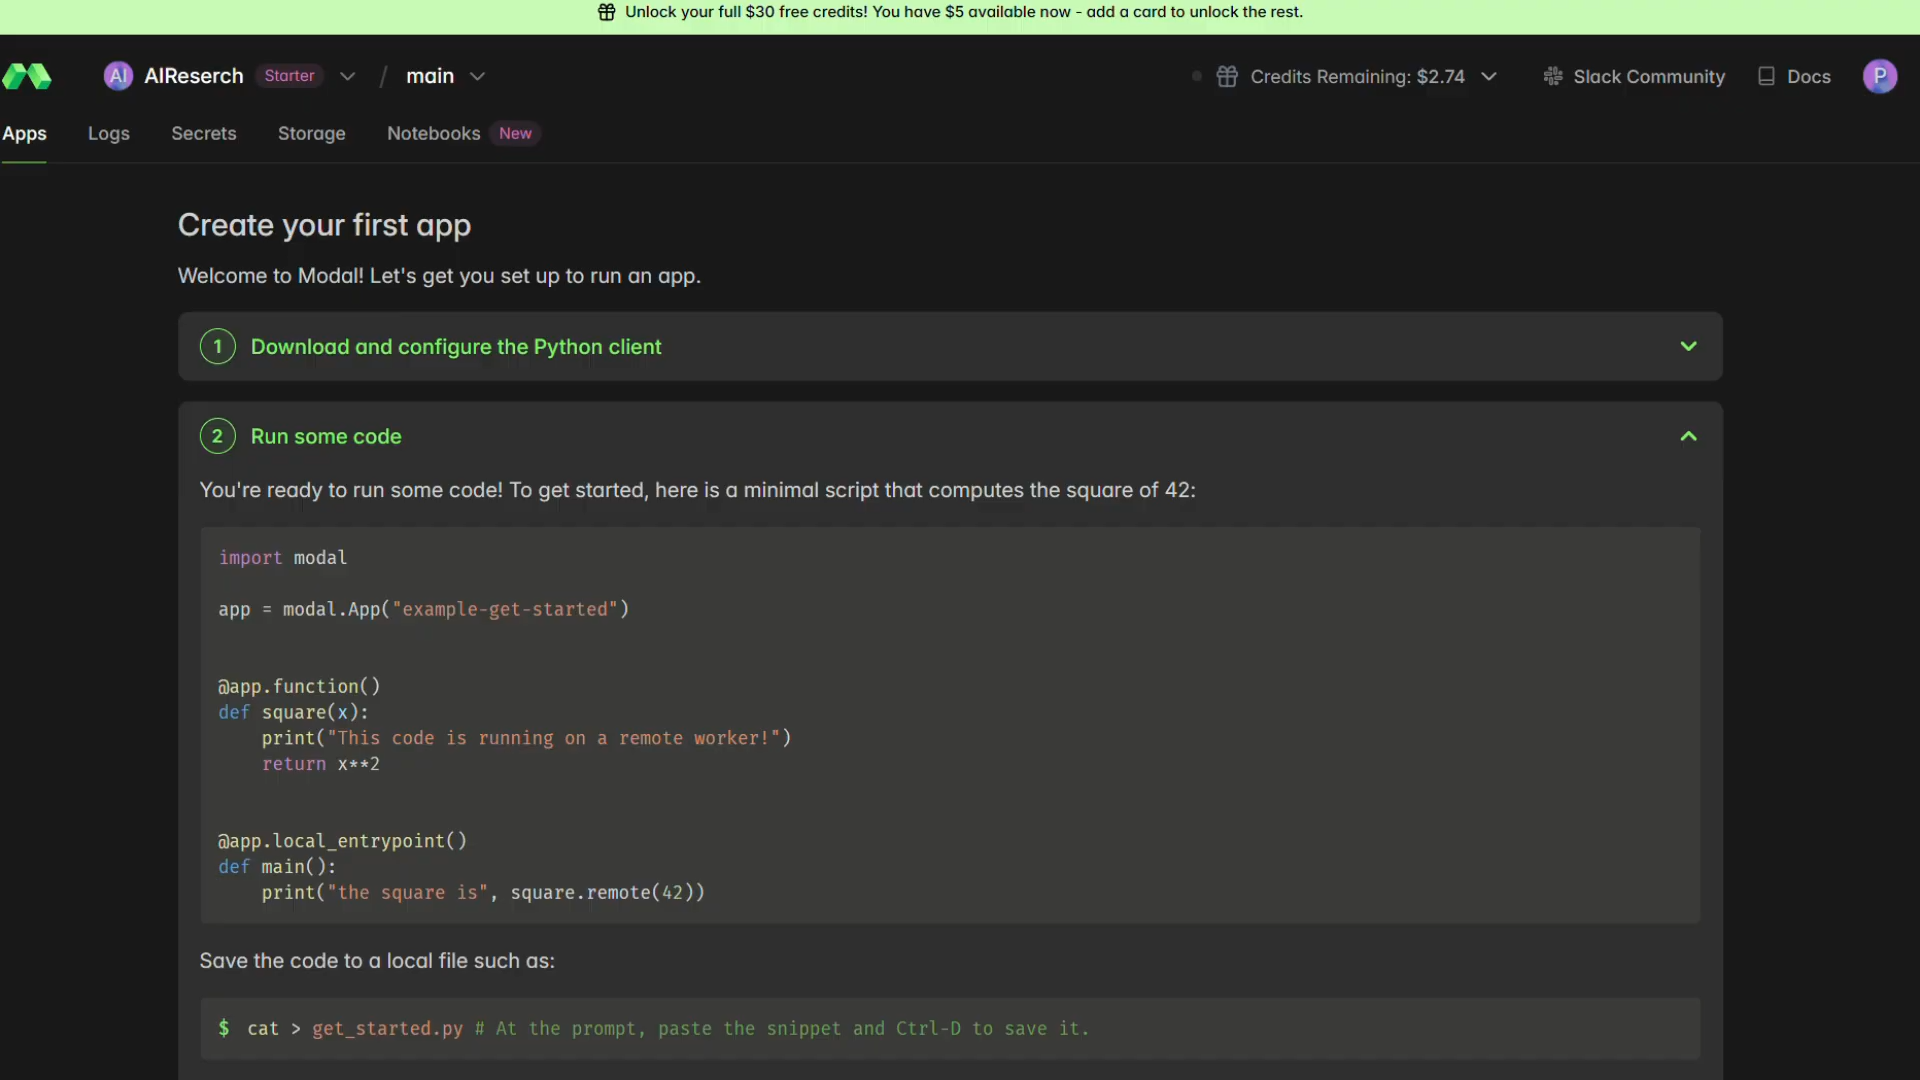 Unlock your full $30 free credits! You have $5 available now - add a card to unlock the rest.
AI AIReserch Starter / main Credits Remaining: $2.74 Slack Community Docs P
Apps Logs Secrets Storage Notebooks New
Create your first app
Welcome to Modal! Let's get you set up to run an app.
1 Download and configure the Python client
2 Run some code
You're ready to run some code! To get started, here is a minimal script that computes the square of 42:
import modal
app = modal.App("example-get-started")
@app.function()
def square(x):
    print("This code is running on a remote worker!")
    return x**2
@app.local_entrypoint()
def main():
    print("the square is", square.remote(42))
Save the code to a local file such as:
$ cat > get_started.py # At the prompt, paste the snippet and Ctrl-D to save it.